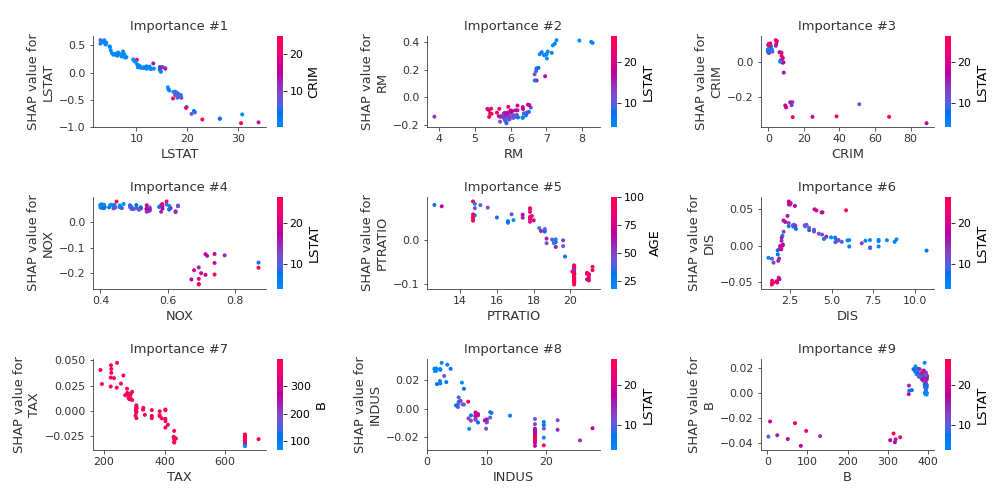 Importance #1
SHAP value for
LSTAT
0.5
0.0
−0.5
−1.0
10
20
30
LSTAT
20
10
CRIM
Importance #2
SHAP value for
RM
0.4
0.2
0.0
−0.2
4
5
6
7
8
RM
20
10
LSTAT
Importance #3
SHAP value for
CRIM
0.0
−0.2
0
20
40
60
80
CRIM
20
10
LSTAT
Importance #4
SHAP value for
NOX
0.0
−0.1
−0.2
0.4
0.6
0.8
NOX
20
10
LSTAT
Importance #5
SHAP value for
PTRATIO
0.0
−0.1
14
16
18
20
PTRATIO
100
75
50
25
AGE
Importance #6
SHAP value for
DIS
0.05
0.00
−0.05
2.5
5.0
7.5
10.0
DIS
20
10
LSTAT
Importance #7
SHAP value for
TAX
0.050
0.025
0.000
−0.025
200
400
600
TAX
300
200
100
B
Importance #8
SHAP value for
INDUS
0.02
0.00
−0.02
0
10
20
INDUS
20
10
LSTAT
Importance #9
SHAP value for
B
0.02
0.00
−0.02
−0.04
0
100
200
300
400
B
20
10
LSTAT